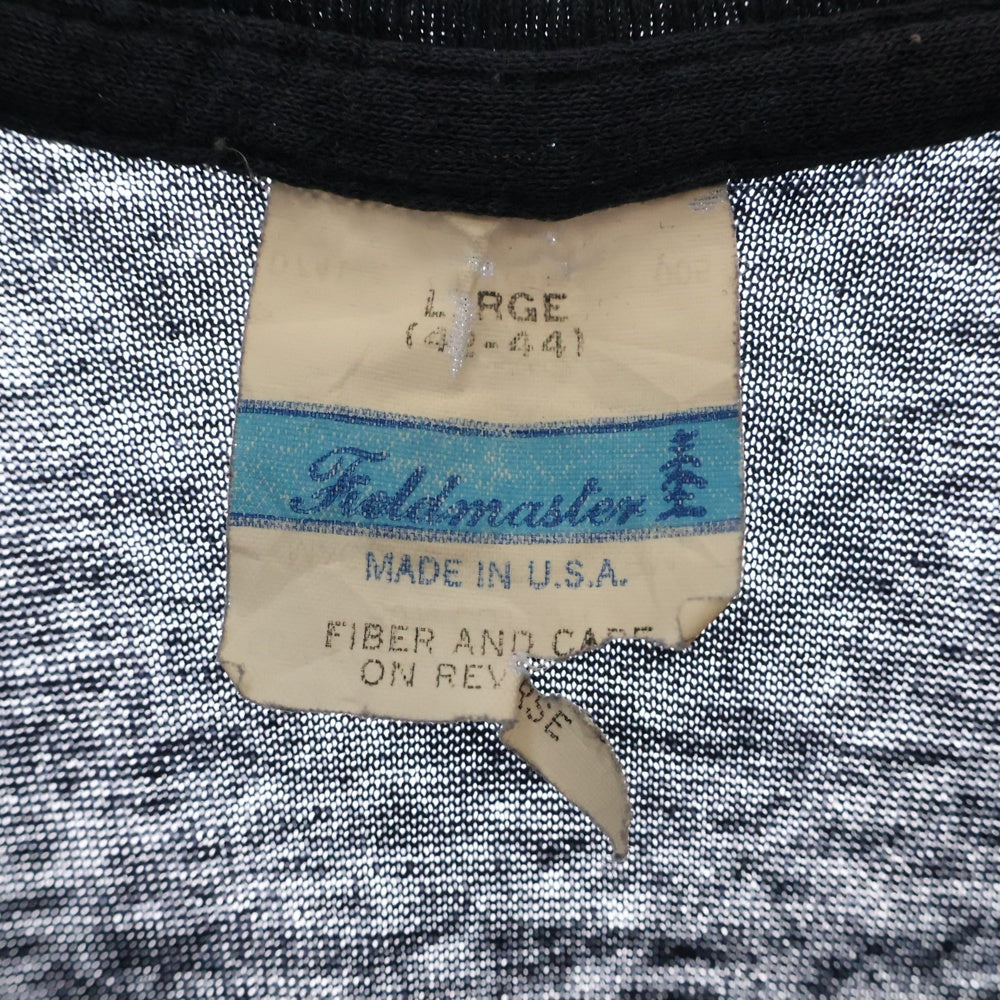 LARGE
(42-44)
Fieldmaster
MADE IN U.S.A.
FIBER AND CARE
ON REVERSE